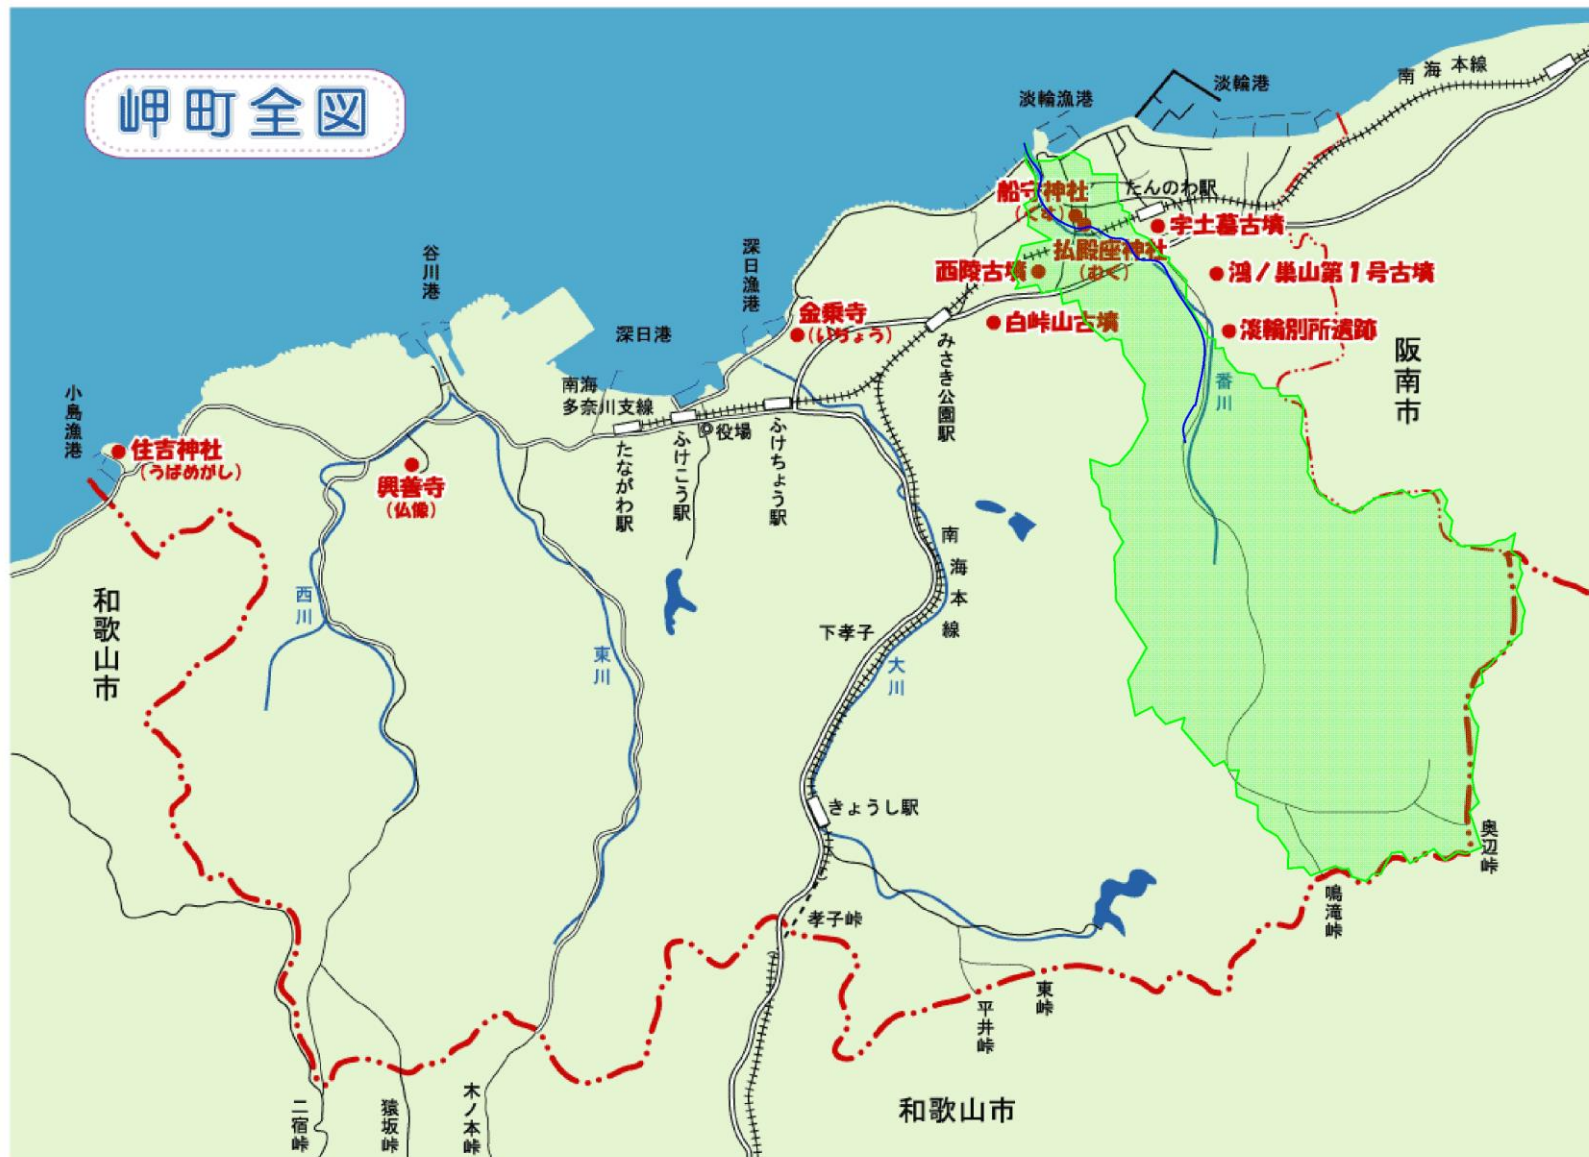 岬町全図
南海本線
淡輪港
淡輪漁港
船守神社
(くす)
たんのわ駅
宇土墓古墳
払殿座神社
(むく)
西陵古墳
鴻ノ巣山第1号古墳
白峠山古墳
淡輪別所遺跡
阪南市
番川
谷川港
深日漁港
深日港
金乗寺
(いちょう)
みさき公園駅
小島漁港
住吉神社
(うばめがし)
興善寺
(仏像)
南海
多奈川支線
役場
たながわ駅
ふけこう駅
ふけちょう駅
南海本線
和歌山市
西川
東川
下孝子
大川
きょうし駅
孝子峠
奥辺峠
鳴滝峠
東峠
平井峠
木ノ本峠
猿坂峠
二宿峠
和歌山市